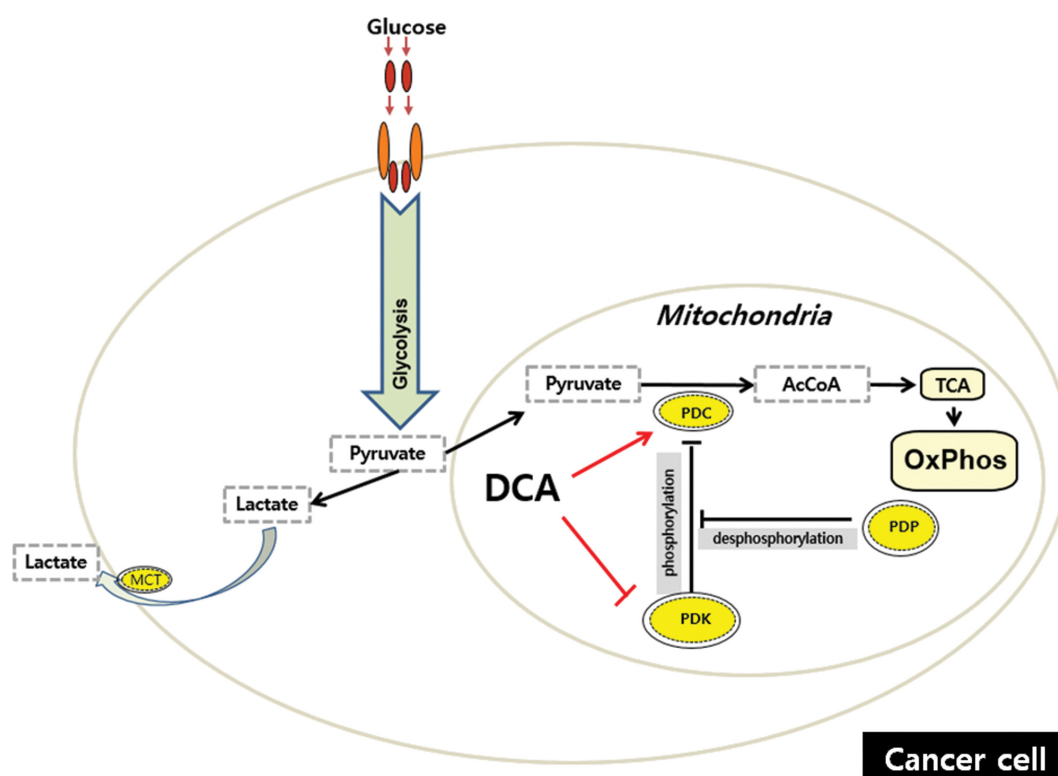 Glucose
Glycolysis
Mitochondria
Pyruvate
AcCoA
TCA
PDC
OxPhos
Pyruvate
DCA
Lactate
phosphorylation
desphosphorylation
PDP
Lactate
MCT
PDK
Cancer cell